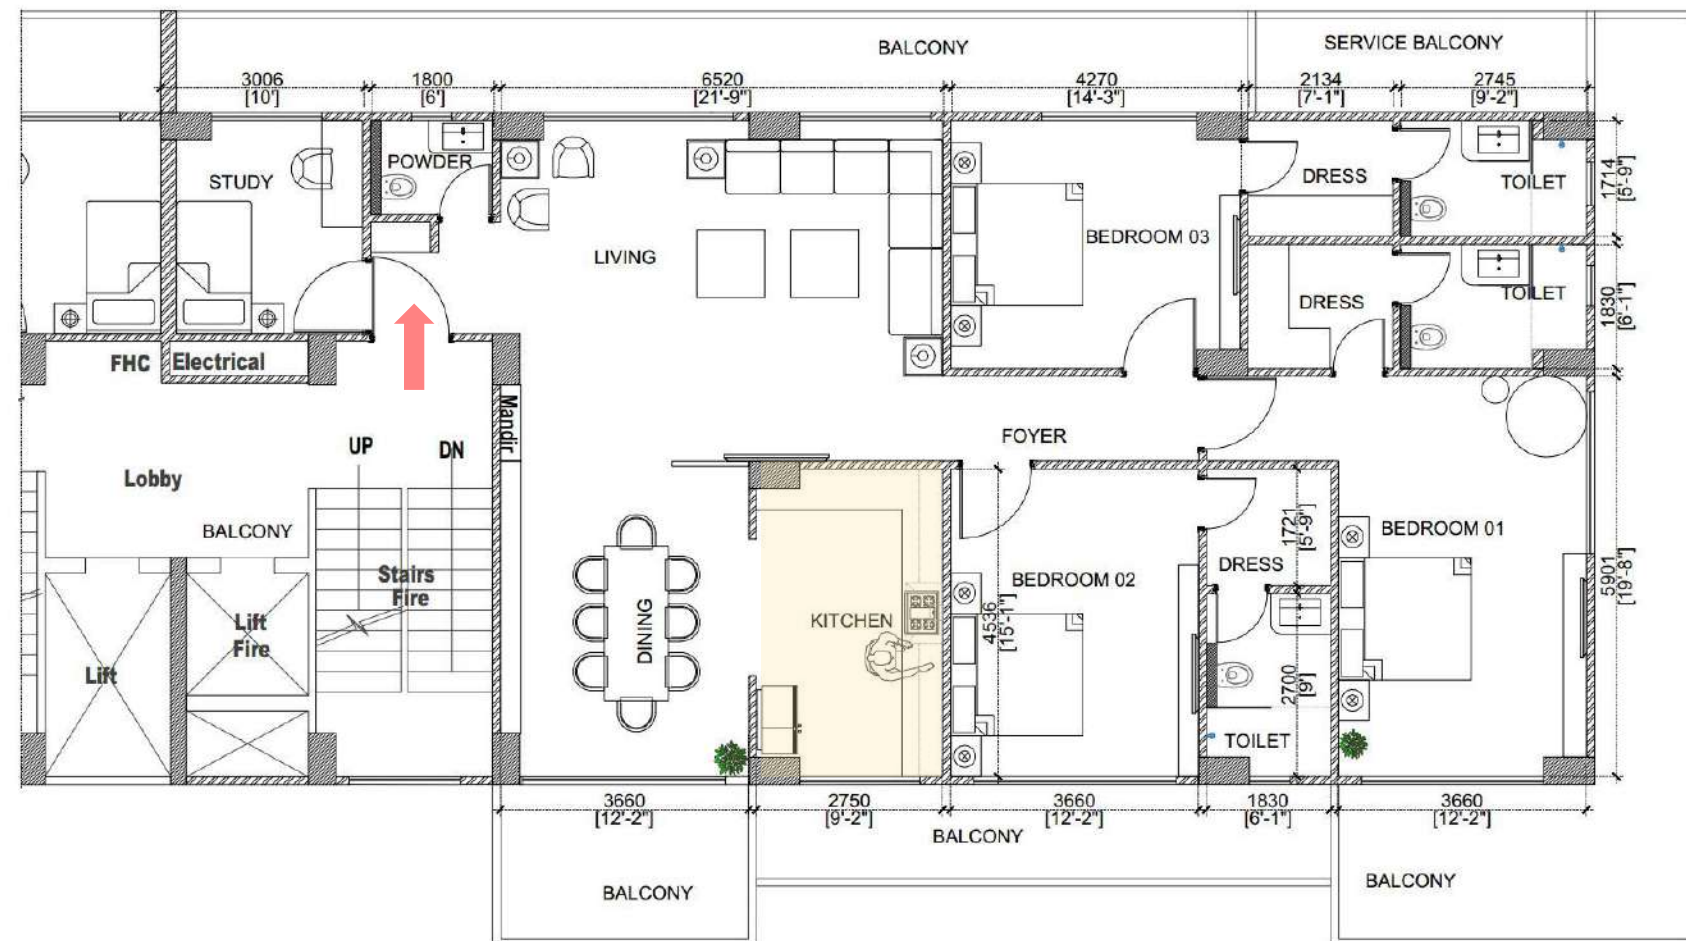 BALCONY
SERVICE BALCONY
3006
[10']
1800
[6']
6520
[21'-9"]
4270
[14'-3"]
2134
[7'-1"]
2745
[9'-2"]
POWDER
STUDY
LIVING
BEDROOM 03
DRESS
TOILET
1714
[5'-9"]
DRESS
TOILET
1830
[6'-1"]
FHC
Electrical
Mandir
UP
DN
FOYER
Lobby
BALCONY
Stairs
Fire
Lift
Fire
Lift
DINING
KITCHEN
4536
[15'-1"]
BEDROOM 02
1721
[5'-9"]
DRESS
BEDROOM 01
5901
[19'-8"]
2700
[9']
TOILET
3660
[12'-2"]
2750
[9'-2"]
3660
[12'-2"]
1830
[6'-1"]
3660
[12'-2"]
BALCONY
BALCONY
BALCONY